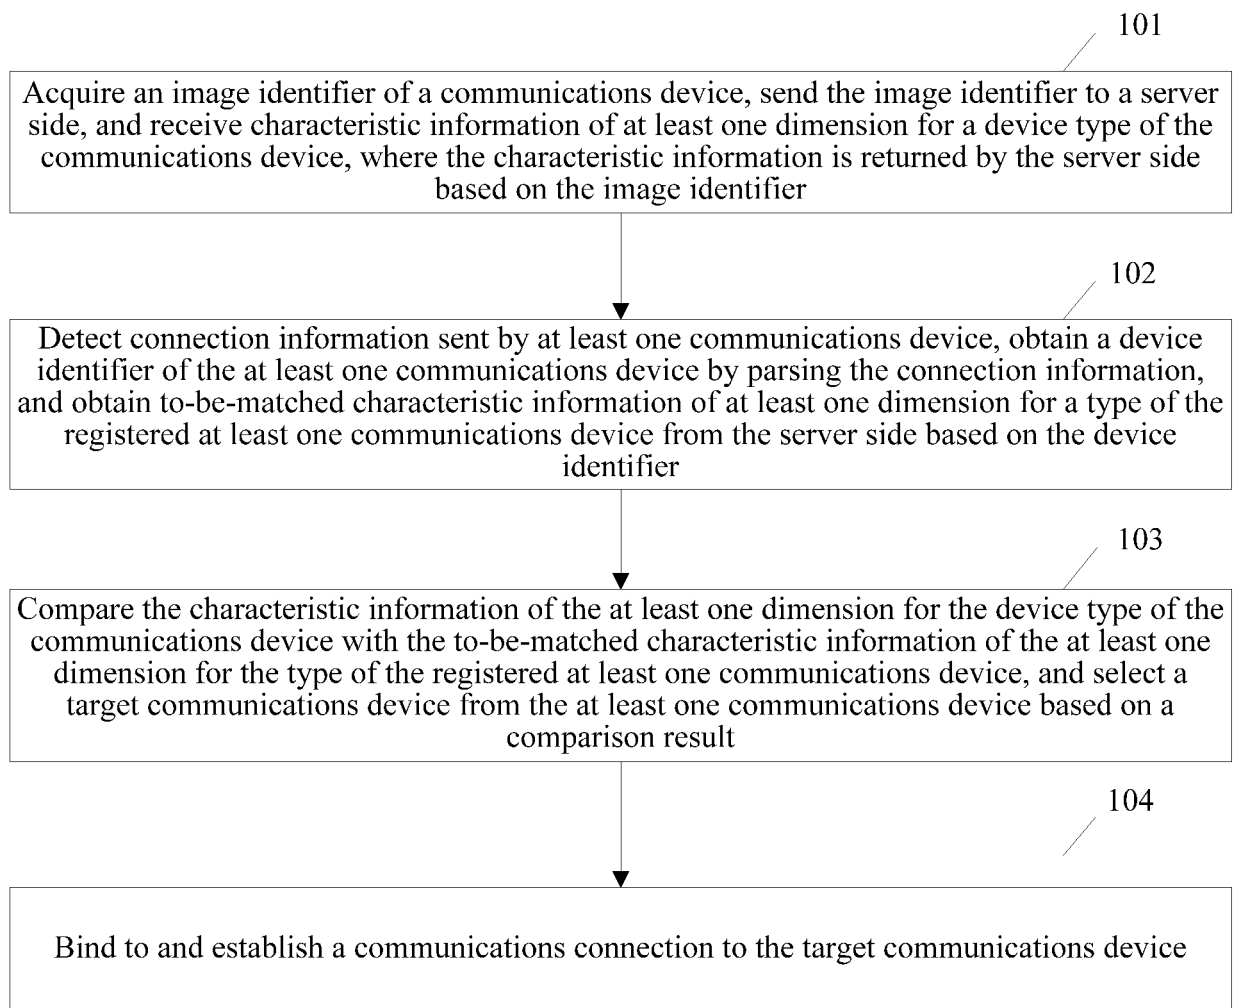 101
Acquire an image identifier of a communications device, send the image identifier to a server
side, and receive characteristic information of at least one dimension for a device type of the
communications device, where the characteristic information is returned by the server side
based on the image identifier
102
Detect connection information sent by at least one communications device, obtain a device
identifier of the at least one communications device by parsing the connection information,
and obtain to-be-matched characteristic information of at least one dimension for a type of the
registered at least one communications device from the server side based on the device
identifier
103
Compare the characteristic information of the at least one dimension for the device type of the
communications device with the to-be-matched characteristic information of the at least one
dimension for the type of the registered at least one communications device, and select a
target communications device from the at least one communications device based on a
comparison result
104
Bind to and establish a communications connection to the target communications device